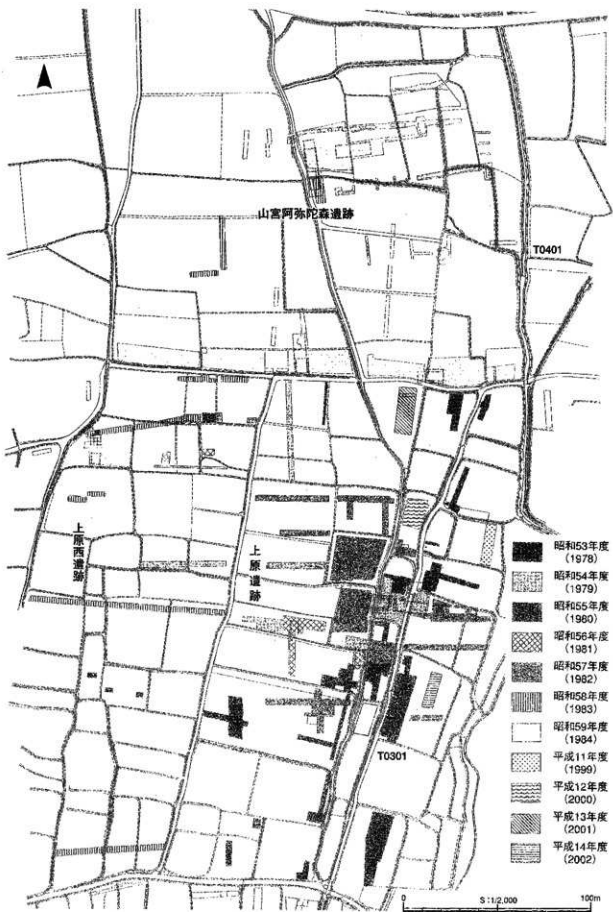 山宮阿弥陀森遺跡
T0401
上原西遺跡
上原遺跡
T0301
昭和53年度
(1978)
昭和54年度
(1979)
昭和55年度
(1980)
昭和56年度
(1981)
昭和57年度
(1982)
昭和58年度
(1983)
昭和59年度
(1984)
平成11年度
(1999)
平成12年度
(2000)
平成13年度
(2001)
平成14年度
(2002)
0
S:1/2,000
100m